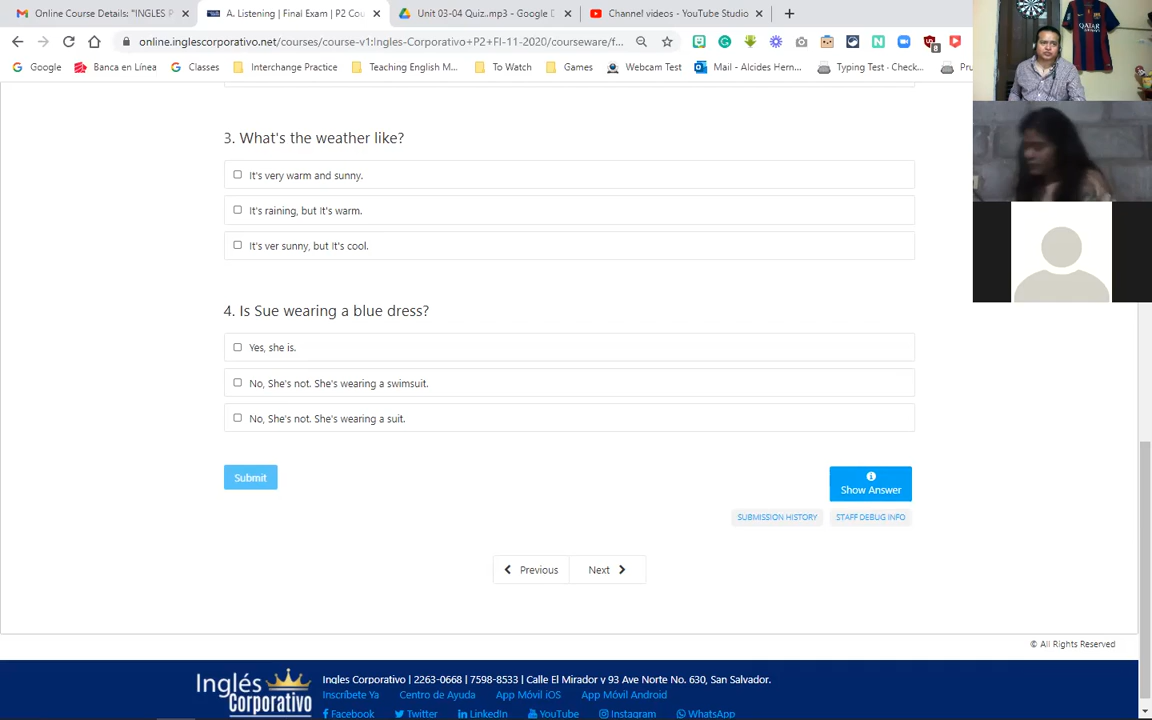 Online Course Details: "INGLES P
A. Listening | Final Exam | P2 Cou
Unit 03-04 Quiz..mp3 - Google D
Channel videos - YouTube Studio
online.inglescorporativo.net/courses/course-v1:Ingles-Corporativo+P2+FI-11-2020/courseware/f...
Google
Banca en Línea
Classes
Interchange Practice
Teaching English M...
To Watch
Games
Webcam Test
Mail - Alcides Hern...
Typing Test - Check...
Pru
8
QATAR
3. What's the weather like?
It's very warm and sunny.
It's raining, but It's warm.
It's ver sunny, but It's cool.
4. Is Sue wearing a blue dress?
Yes, she is.
No, She's not. She's wearing a swimsuit.
No, She's not. She's wearing a suit.
Submit
Show Answer
SUBMISSION HISTORY
STAFF DEBUG INFO
Previous
Next
© All Rights Reserved
Inglés Corporativo
Inglés Corporativo | 2263-0668 | 7598-8533 | Calle El Mirador y 93 Ave Norte No. 630, San Salvador.
Inscríbete Ya
Centro de Ayuda
App Móvil iOS
App Móvil Android
Facebook
Twitter
LinkedIn
YouTube
Instagram
WhatsApp